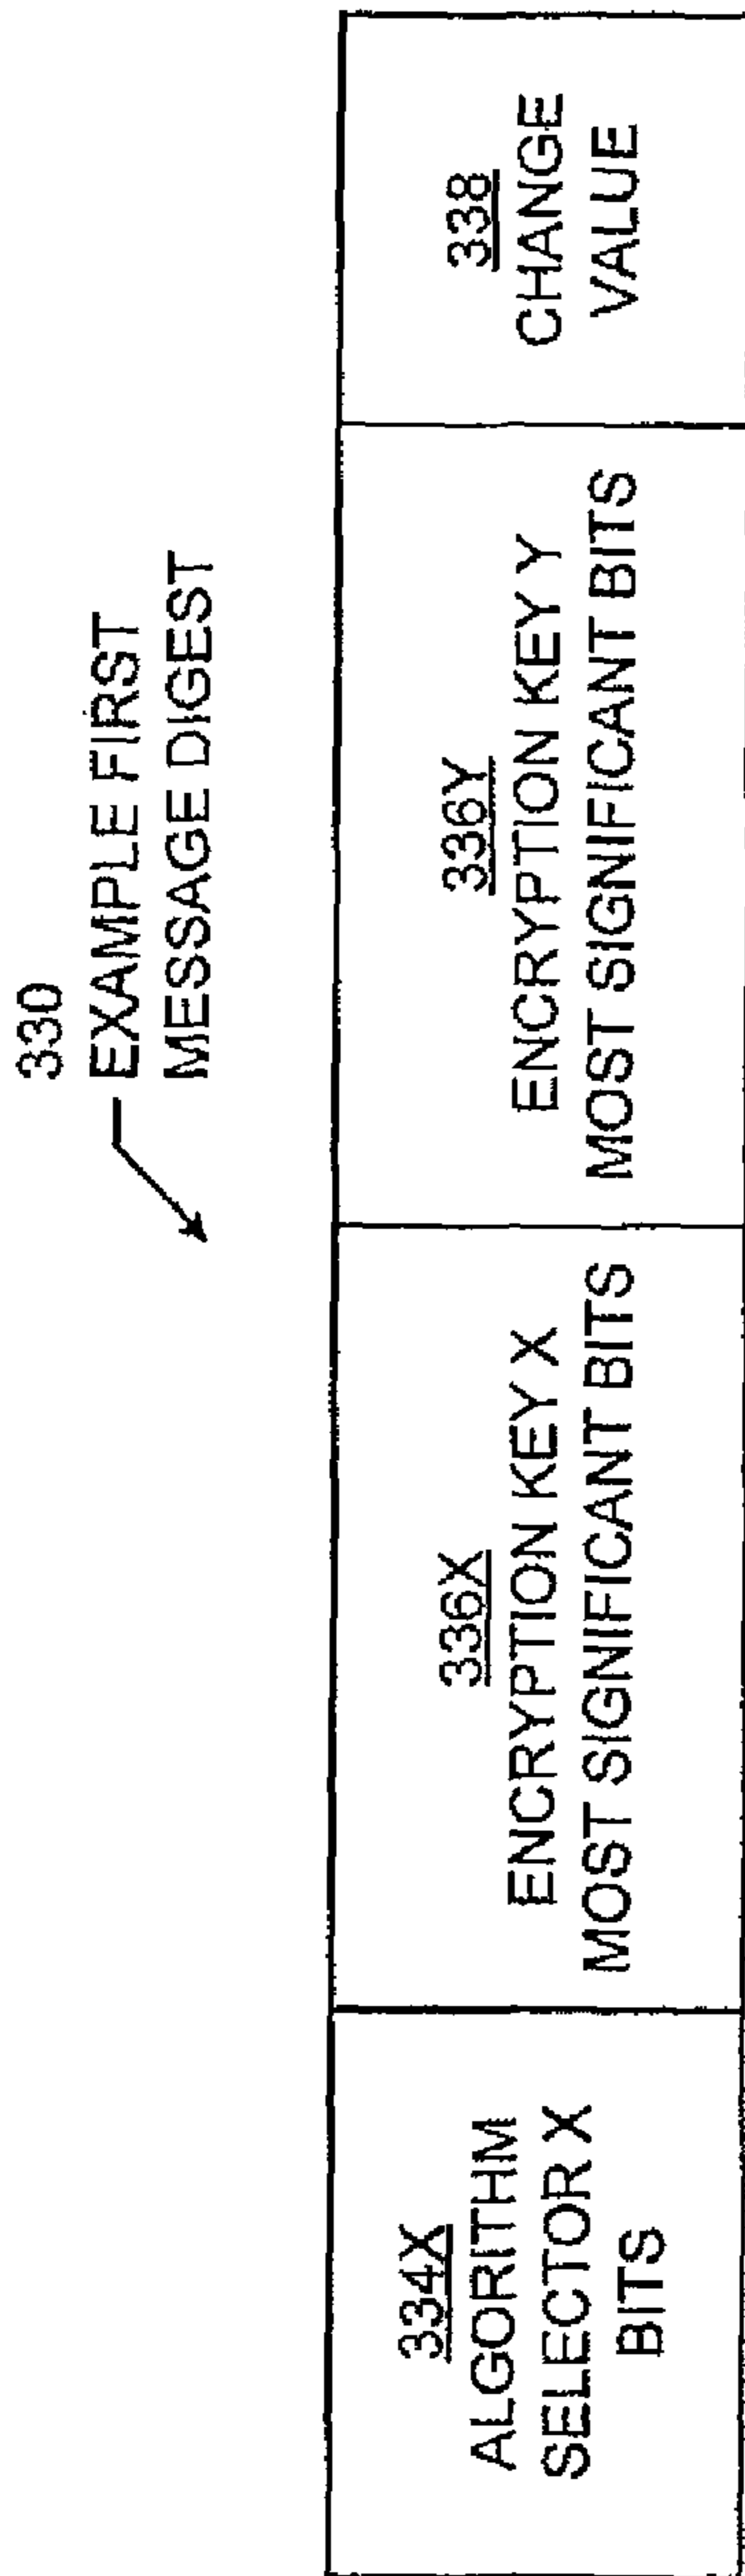 330
EXAMPLE FIRST
MESSAGE DIGEST
334X
ALGORITHM
SELECTOR X
BITS
336X
ENCRYPTION KEY X
MOST SIGNIFICANT BITS
336Y
ENCRYPTION KEY Y
MOST SIGNIFICANT BITS
338
CHANGE
VALUE